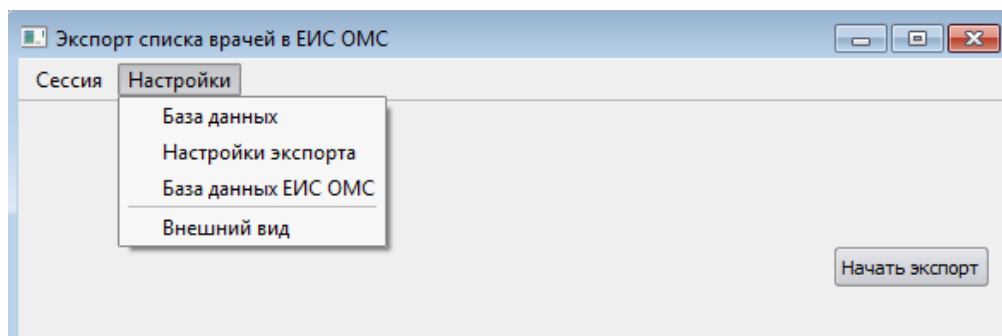 Экспорт списка врачей в ЕИС ОМС
Сессия Настройки
База данных
Настройки экспорта
База данных ЕИС ОМС
Внешний вид
Начать экспорт